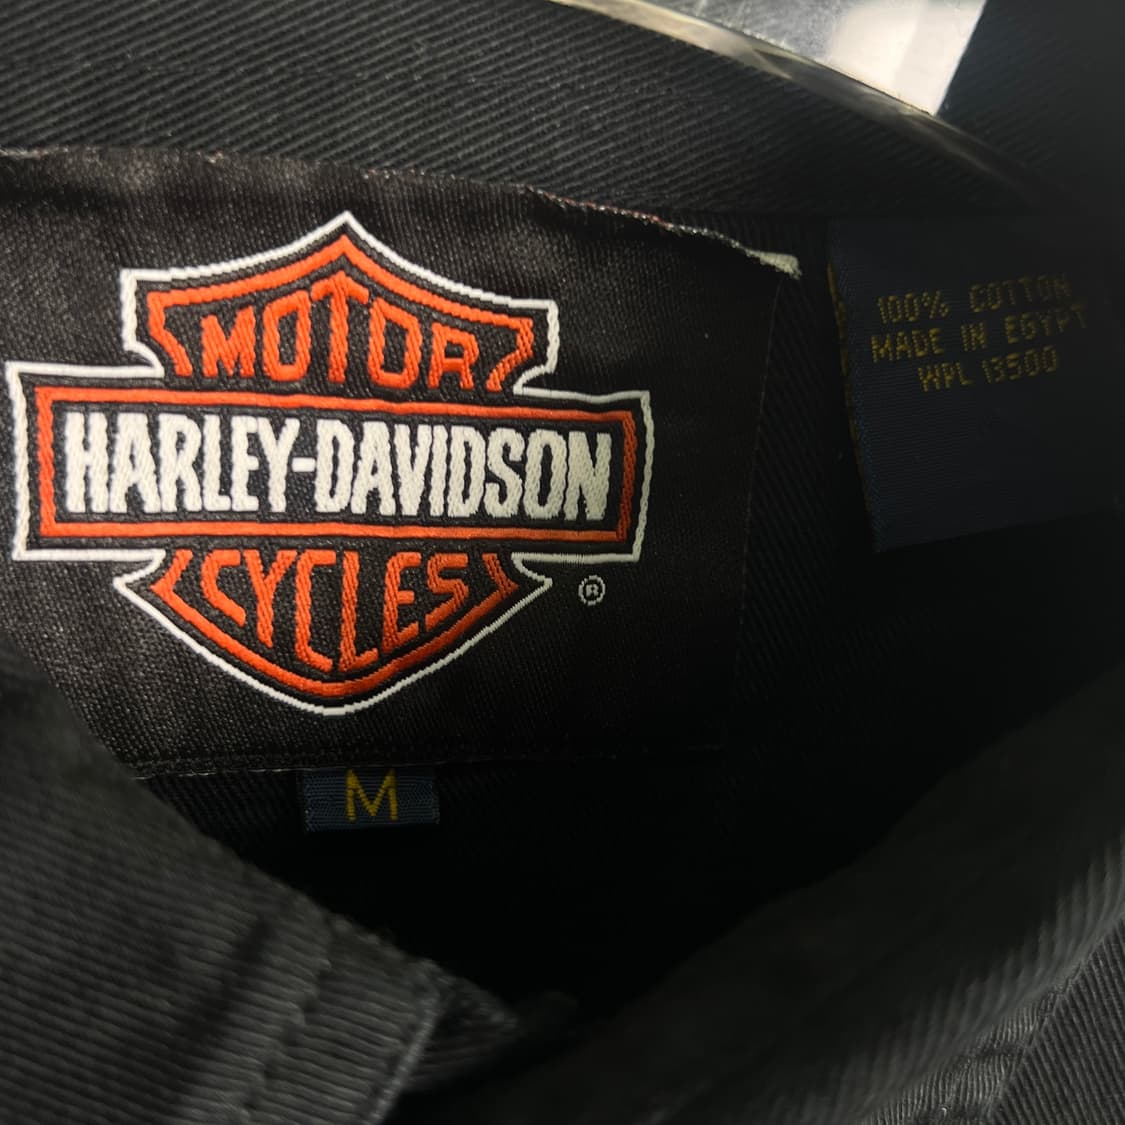 MOTOR
HARLEY-DAVIDSON
CYCLES
®
M
100% COTTON
MADE IN EGYPT
WPL 13500